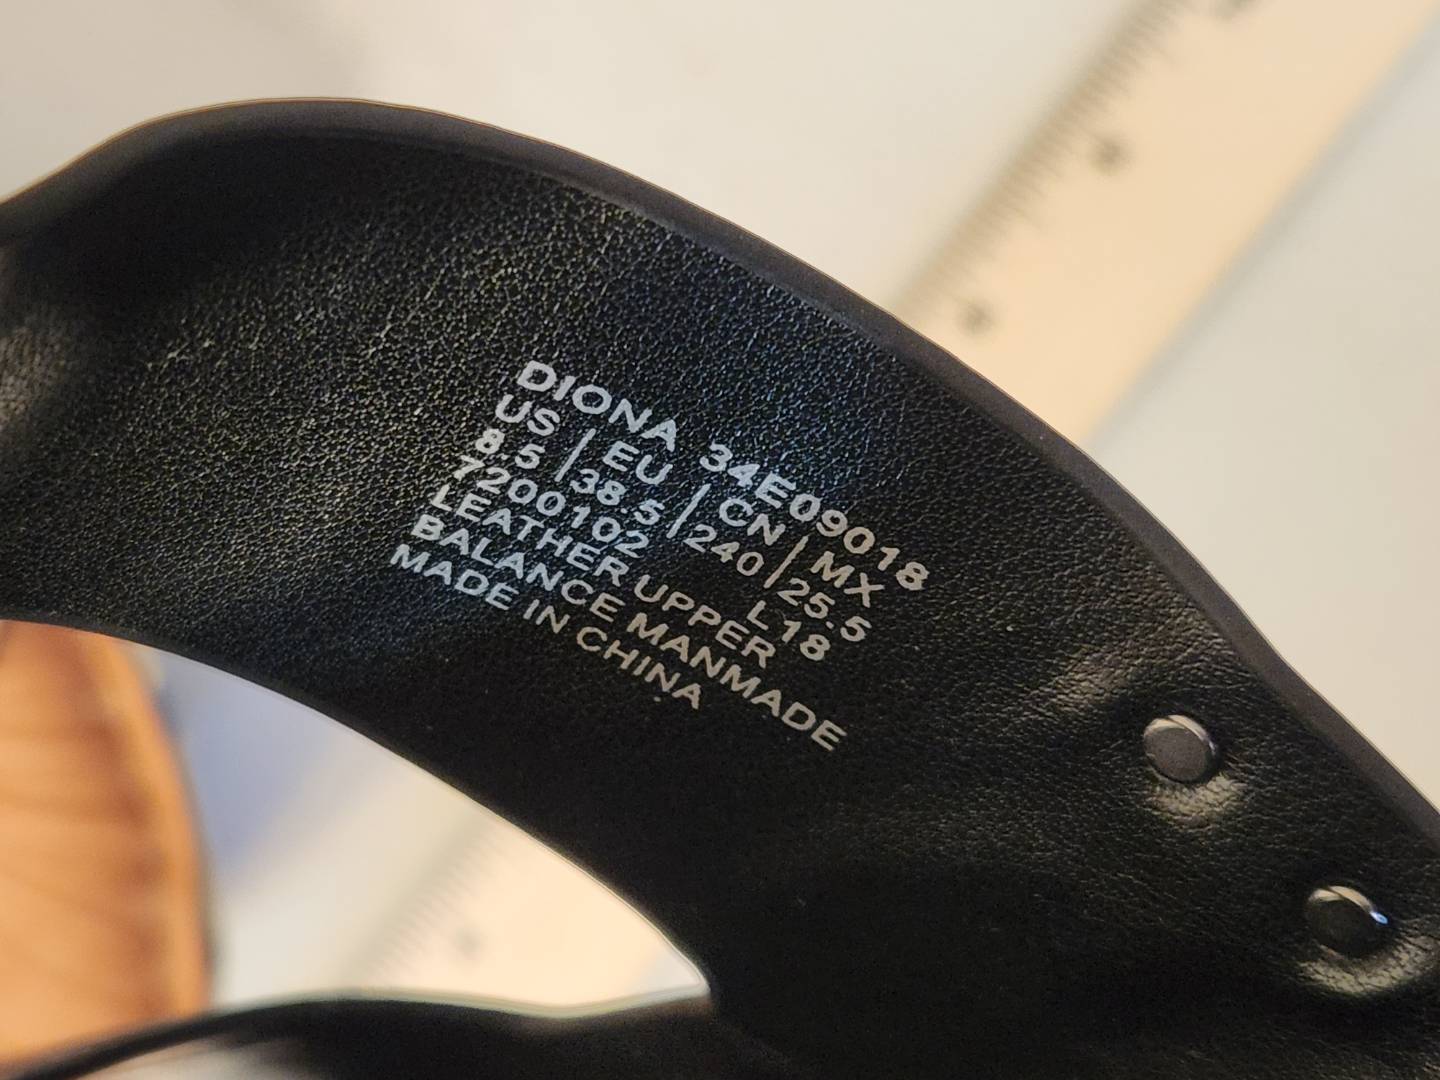 DIONA 34E09018
US | EU | CN | MX
8.5 | 38.5 | 240 | 25.5
7200102 L18
LEATHER UPPER
BALANCE MANMADE
MADE IN CHINA